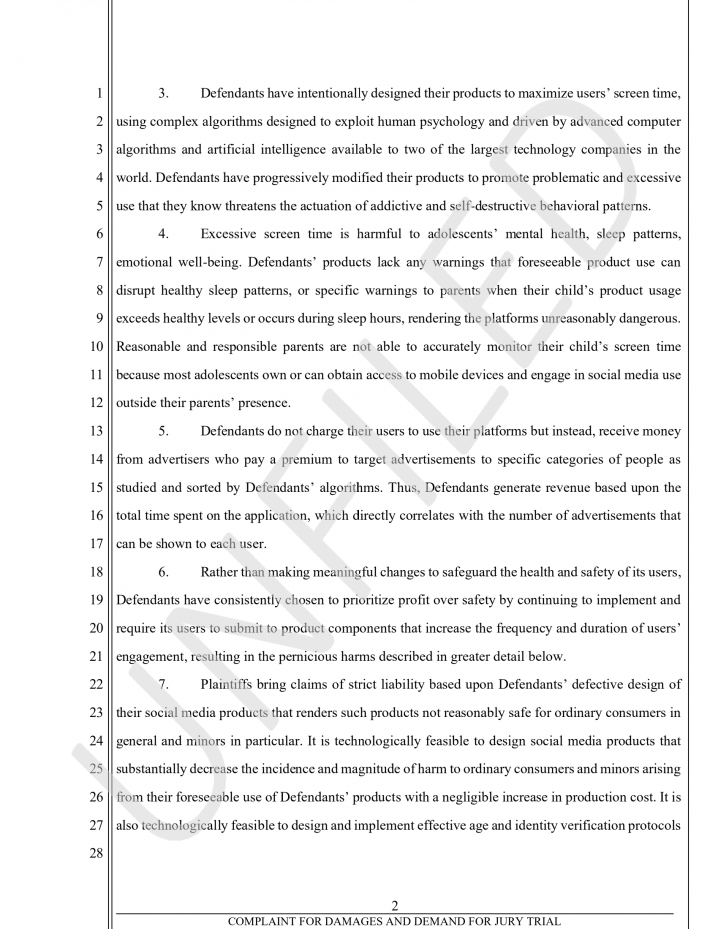 1 3. Defendants have intentionally designed their products to maximize users' screen time,
2 using complex algorithms designed to exploit human psychology and driven by advanced computer
3 algorithms and artificial intelligence available to two of the largest technology companies in the
4 world. Defendants have progressively modified their products to promote problematic and excessive
5 use that they know threatens the actuation of addictive and self-destructive behavioral patterns.
6 4. Excessive screen time is harmful to adolescents' mental health, sleep patterns,
7 emotional well-being. Defendants' products lack any warnings that foreseeable product use can
8 disrupt healthy sleep patterns, or specific warnings to parents when their child's product usage
9 exceeds healthy levels or occurs during sleep hours, rendering the platforms unreasonably dangerous.
10 Reasonable and responsible parents are not able to accurately monitor their child's screen time
11 because most adolescents own or can obtain access to mobile devices and engage in social media use
12 outside their parents' presence.
13 5. Defendants do not charge their users to use their platforms but instead, receive money
14 from advertisers who pay a premium to target advertisements to specific categories of people as
15 studied and sorted by Defendants' algorithms. Thus, Defendants generate revenue based upon the
16 total time spent on the application, which directly correlates with the number of advertisements that
17 can be shown to each user.
18 6. Rather than making meaningful changes to safeguard the health and safety of its users,
19 Defendants have consistently chosen to prioritize profit over safety by continuing to implement and
20 require its users to submit to product components that increase the frequency and duration of users'
21 engagement, resulting in the pernicious harms described in greater detail below.
22 7. Plaintiffs bring claims of strict liability based upon Defendants' defective design of
23 their social media products that renders such products not reasonably safe for ordinary consumers in
24 general and minors in particular. It is technologically feasible to design social media products that
25 substantially decrease the incidence and magnitude of harm to ordinary consumers and minors arising
26 from their foreseeable use of Defendants' products with a negligible increase in production cost. It is
27 also technologically feasible to design and implement effective age and identity verification protocols
28
2
COMPLAINT FOR DAMAGES AND DEMAND FOR JURY TRIAL
UNFILED